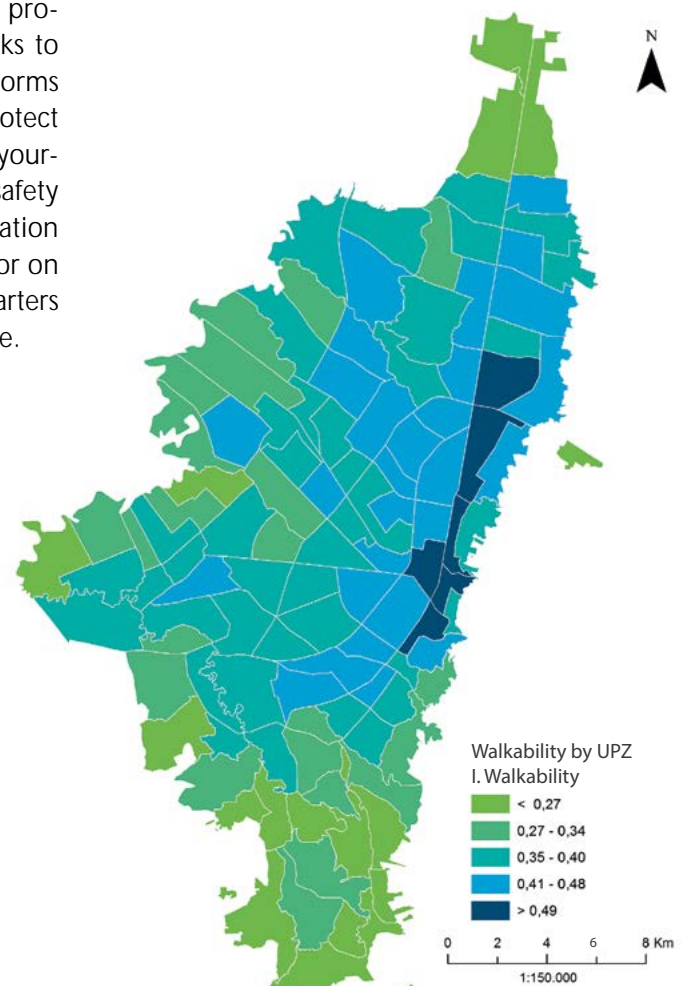 pro-
ks to
orms
otect
your-
safety
ation
or on
arters
e.
N
Walkability by UPZ
I. Walkability
< 0,27
0,27 - 0,34
0,35 - 0,40
0,41 - 0,48
> 0,49
0 2 4 6 8 Km
1:150.000